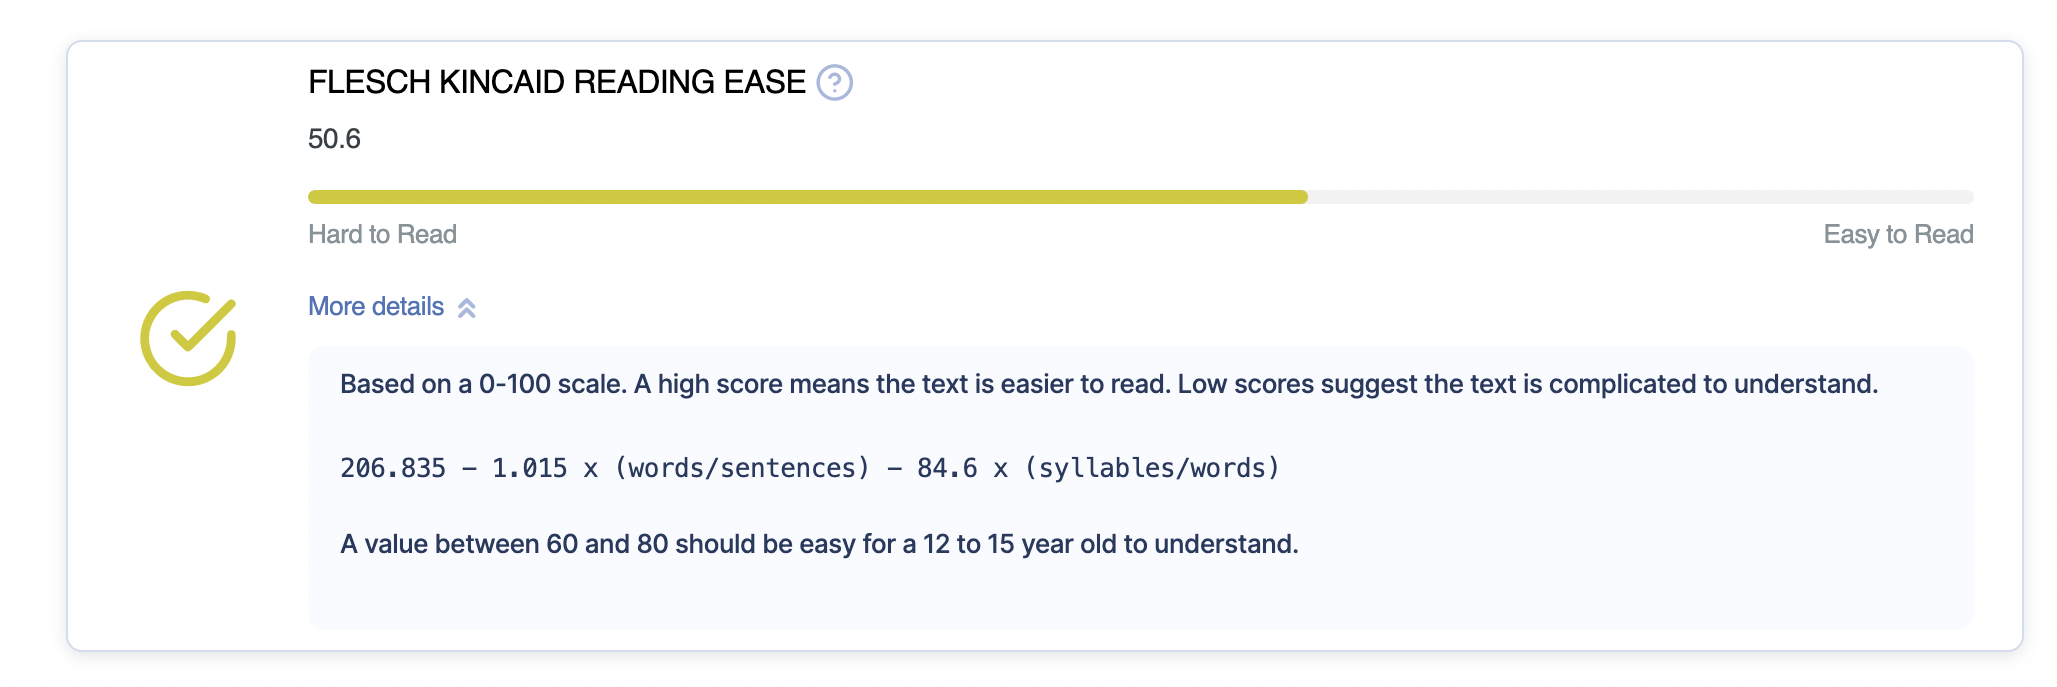 FLESCH KINCAID READING EASE ?
50.6
Hard to Read
Easy to Read
More details
Based on a 0-100 scale. A high score means the text is easier to read. Low scores suggest the text is complicated to understand.
206.835 − 1.015 x (words/sentences) − 84.6 x (syllables/words)
A value between 60 and 80 should be easy for a 12 to 15 year old to understand.